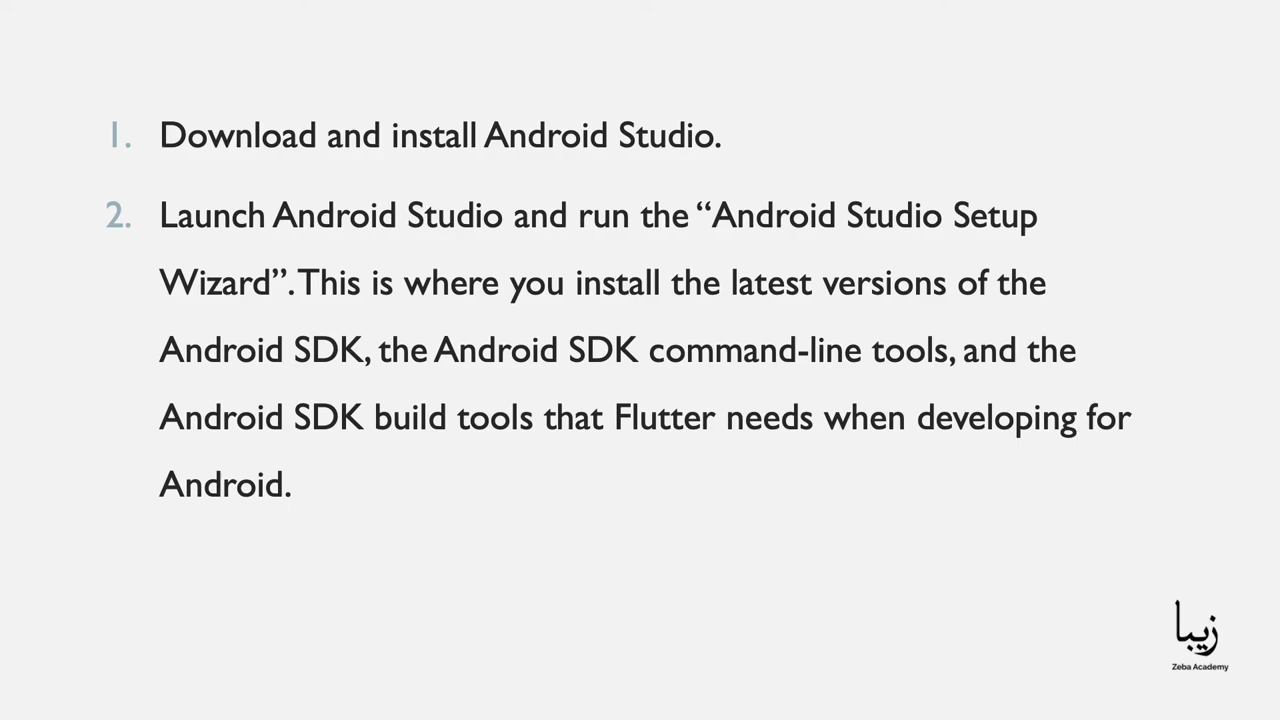 1. Download and install Android Studio.
2. Launch Android Studio and run the “Android Studio Setup
Wizard”. This is where you install the latest versions of the
Android SDK, the Android SDK command-line tools, and the
Android SDK build tools that Flutter needs when developing for
Android.
زيبا
Zeba Academy